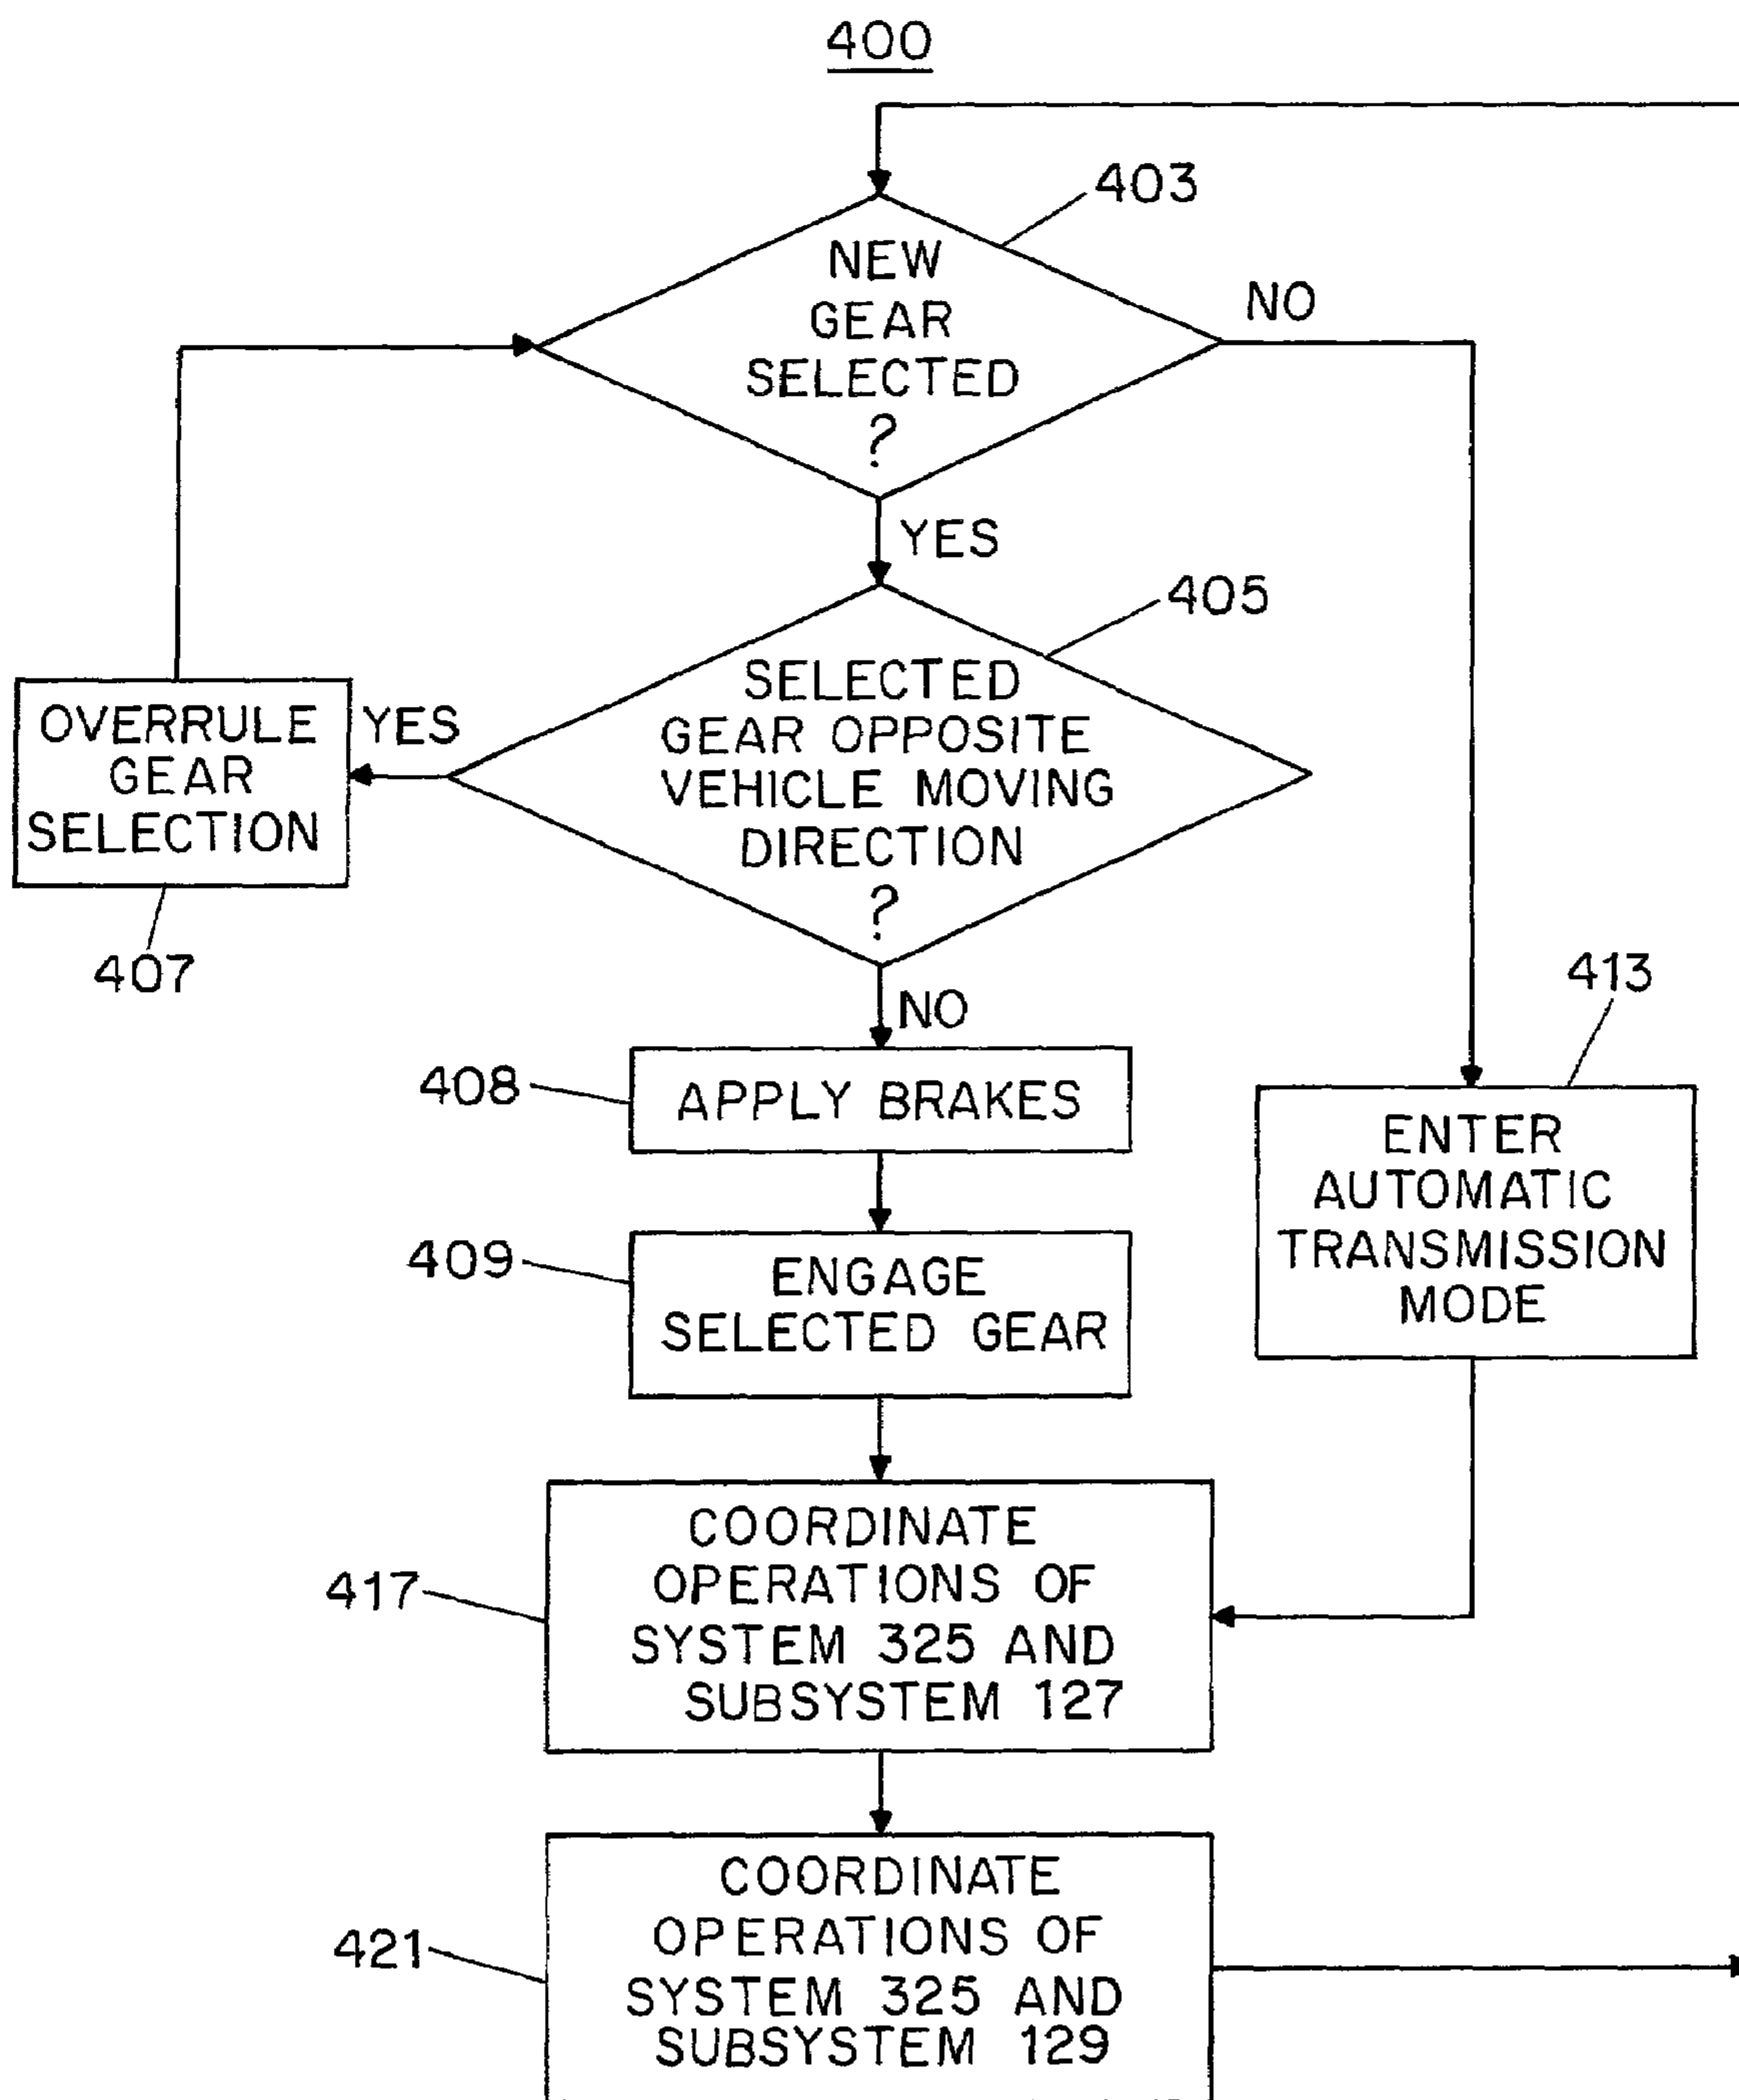 400
403
NEW
GEAR
SELECTED
?
NO
YES
405
SELECTED
GEAR OPPOSITE
VEHICLE MOVING
DIRECTION
?
YES
OVERRULE
GEAR
SELECTION
407
NO
408
APPLY BRAKES
413
ENTER
AUTOMATIC
TRANSMISSION
MODE
409
ENGAGE
SELECTED GEAR
417
COORDINATE
OPERATIONS OF
SYSTEM 325 AND
SUBSYSTEM 127
421
COORDINATE
OPERATIONS OF
SYSTEM 325 AND
SUBSYSTEM 129